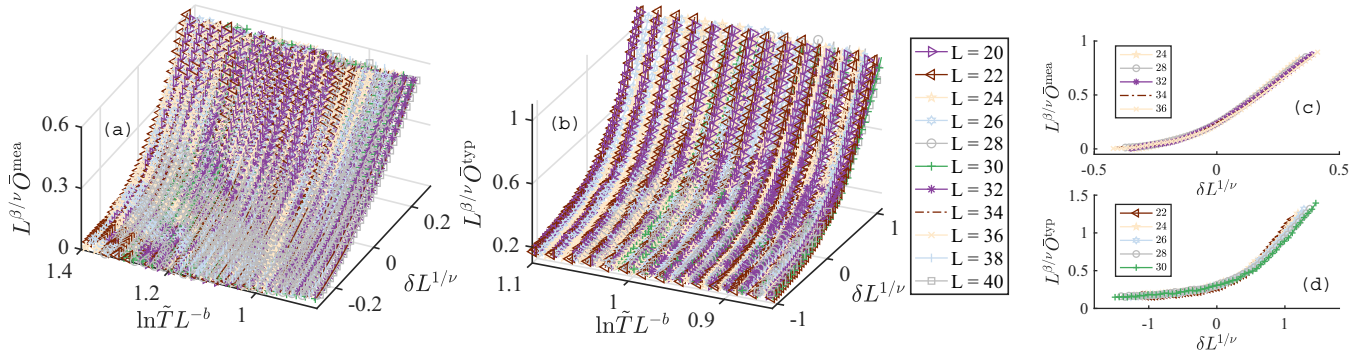 (a)
L^{β/ν} Ō^{mea}
0.6
0.3
0
1.4
1.2
1
ln T̃ L^{-b}
0.2
0
-0.2
δL^{1/ν}
(b)
L^{β/ν} Ō^{typ}
1
0.6
0.2
1.1
1
0.9
ln T̃ L^{-b}
1
0
-1
δL^{1/ν}
L = 20
L = 22
L = 24
L = 26
L = 28
L = 30
L = 32
L = 34
L = 36
L = 38
L = 40
(c)
L^{β/ν} Ō^{mea}
1
0.5
0
24
28
32
34
36
-0.5
0
0.5
δL^{1/ν}
(d)
L^{β/ν} Ō^{typ}
1.5
1
0.5
0
22
24
26
28
30
-1
0
1
δL^{1/ν}